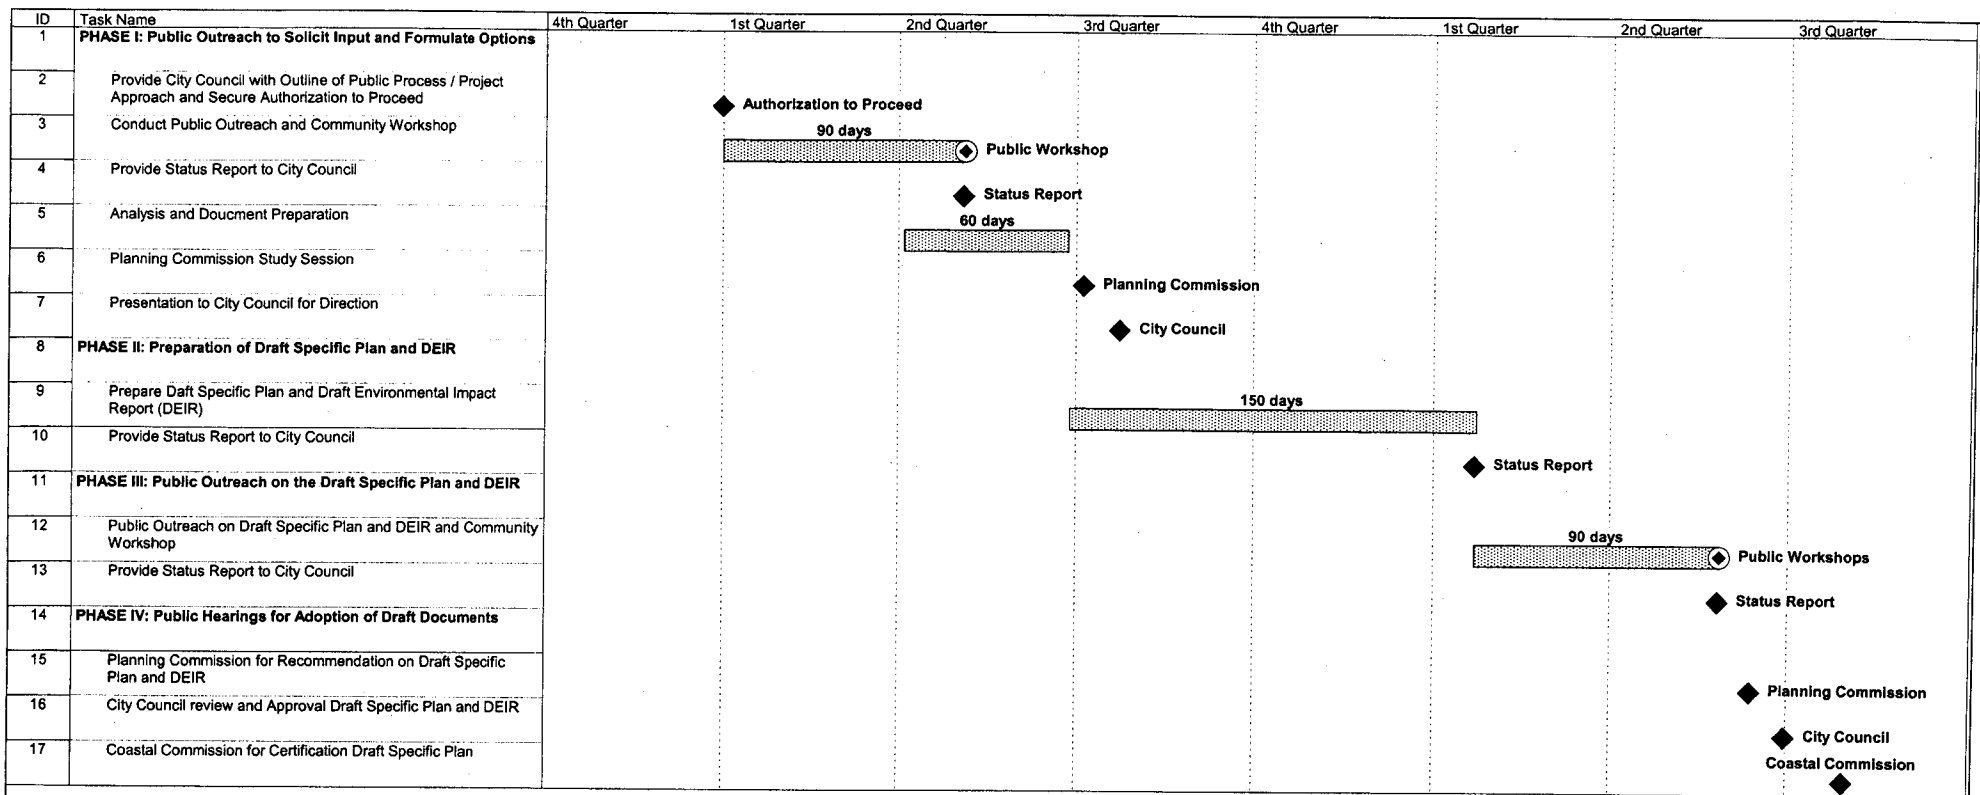 ID Task Name 4th Quarter 1st Quarter 2nd Quarter 3rd Quarter 4th Quarter 1st Quarter 2nd Quarter 3rd Quarter
1 PHASE I: Public Outreach to Solicit Input and Formulate Options
2 Provide City Council with Outline of Public Process / Project
Approach and Secure Authorization to Proceed
Authorization to Proceed
3 Conduct Public Outreach and Community Workshop
90 days
Public Workshop
4 Provide Status Report to City Council
Status Report
5 Analysis and Doucment Preparation
60 days
6 Planning Commission Study Session
Planning Commission
7 Presentation to City Council for Direction
City Council
8 PHASE II: Preparation of Draft Specific Plan and DEIR
9 Prepare Daft Specific Plan and Draft Environmental Impact
Report (DEIR)
150 days
10 Provide Status Report to City Council
Status Report
11 PHASE III: Public Outreach on the Draft Specific Plan and DEIR
12 Public Outreach on Draft Specific Plan and DEIR and Community
Workshop
90 days
Public Workshops
13 Provide Status Report to City Council
Status Report
14 PHASE IV: Public Hearings for Adoption of Draft Documents
15 Planning Commission for Recommendation on Draft Specific
Plan and DEIR
Planning Commission
16 City Council review and Approval Draft Specific Plan and DEIR
City Council
17 Coastal Commission for Certification Draft Specific Plan
Coastal Commission